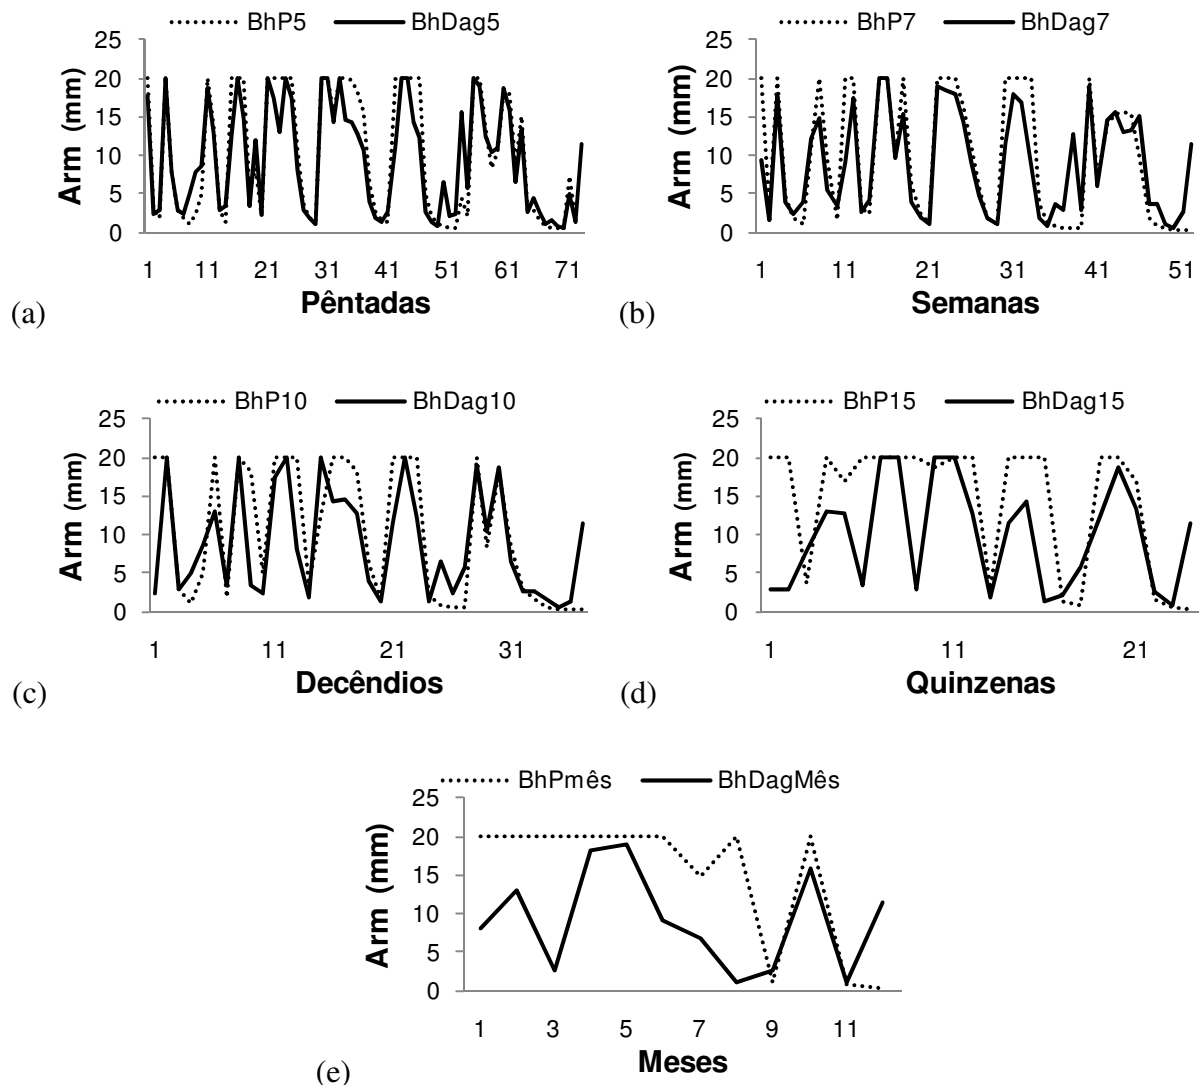 BhP5 BhDag5
25
20
15
10
5
0
Arm (mm)
1 11 21 31 41 51 61 71
Pêntadas
(a)
BhP7 BhDag7
25
20
15
10
5
0
Arm (mm)
1 11 21 31 41 51
Semanas
(b)
BhP10 BhDag10
25
20
15
10
5
0
Arm (mm)
1 11 21 31
Decêndios
(c)
BhP15 BhDag15
25
20
15
10
5
0
Arm (mm)
1 11 21
Quinzenas
(d)
BhPmês BhDagMês
25
20
15
10
5
0
Arm (mm)
1 3 5 7 9 11
Meses
(e)